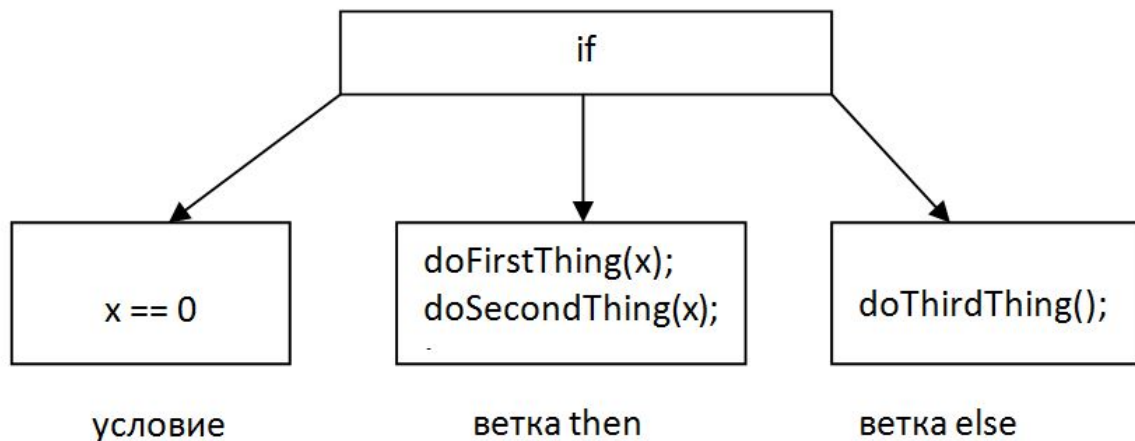 if
x == 0
doFirstThing(x);
doSecondThing(x);
doThirdThing();
условие
ветка then
ветка else